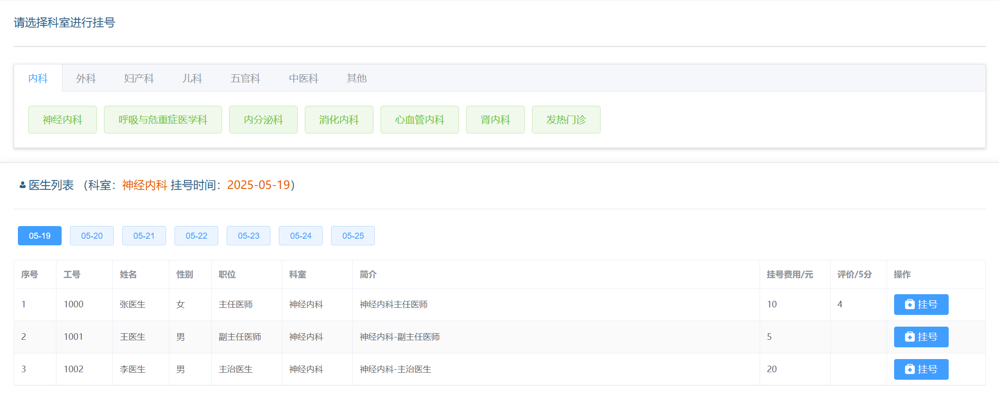 请选择科室进行挂号
内科 外科 妇产科 儿科 五官科 中医科 其他
神经内科 呼吸与危重症医学科 内分泌科 消化内科 心血管内科 肾内科 发热门诊
医生列表 （科室：神经内科 挂号时间：2025-05-19）
05-19 05-20 05-21 05-22 05-23 05-24 05-25
序号 工号 姓名 性别 职位 科室 简介 挂号费用/元 评价/5分 操作
1 1000 张医生 女 主任医师 神经内科 神经内科主任医师 10 4 挂号
2 1001 王医生 男 副主任医师 神经内科 神经内科-副主任医师 5 挂号
3 1002 李医生 男 主治医生 神经内科 神经内科-主治医生 20 挂号